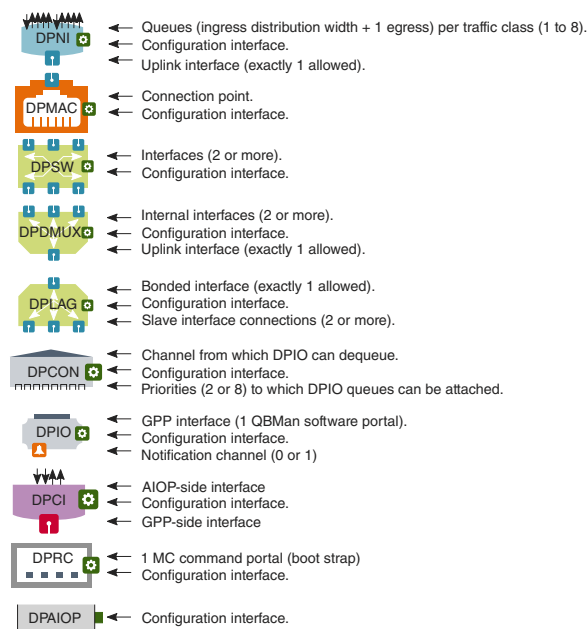 DPNI
Queues (ingress distribution width + 1 egress) per traffic class (1 to 8).
Configuration interface.
Uplink interface (exactly 1 allowed).
DPMAC
Connection point.
Configuration interface.
DPSW
Interfaces (2 or more).
Configuration interface.
DPDMUX
Internal interfaces (2 or more).
Configuration interface.
Uplink interface (exactly 1 allowed).
DPLAG
Bonded interface (exactly 1 allowed).
Configuration interface.
Slave interface connections (2 or more).
DPCON
Channel from which DPIO can dequeue.
Configuration interface.
Priorities (2 or 8) to which DPIO queues can be attached.
DPIO
GPP interface (1 QBMan software portal).
Configuration interface.
Notification channel (0 or 1)
DPCI
AIOP-side interface
Configuration interface.
GPP-side interface
DPRC
1 MC command portal (boot strap)
Configuration interface.
DPAIOP
Configuration interface.